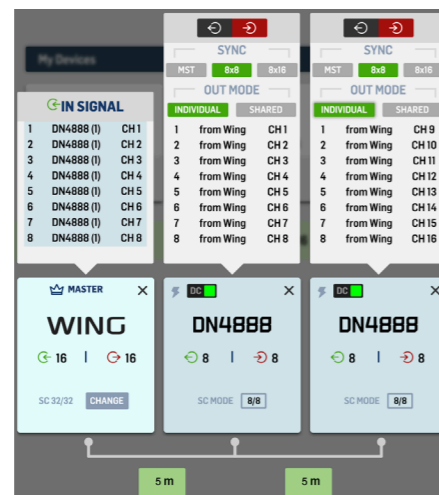 My Devices
IN SIGNAL
1 DN4888 (1) CH 1
2 DN4888 (1) CH 2
3 DN4888 (1) CH 3
4 DN4888 (1) CH 4
5 DN4888 (1) CH 5
6 DN4888 (1) CH 6
7 DN4888 (1) CH 7
8 DN4888 (1) CH 8
SYNC
MST 8x8 8x16
OUT MODE
INDIVIDUAL SHARED
1 from Wing CH 1
2 from Wing CH 2
3 from Wing CH 3
4 from Wing CH 4
5 from Wing CH 5
6 from Wing CH 6
7 from Wing CH 7
8 from Wing CH 8
SYNC
MST 8x8 8x16
OUT MODE
INDIVIDUAL SHARED
1 from Wing CH 9
2 from Wing CH 10
3 from Wing CH 11
4 from Wing CH 12
5 from Wing CH 13
6 from Wing CH 14
7 from Wing CH 15
8 from Wing CH 16
MASTER
WING
16 | 16
SC 32/32 CHANGE
DC
DN4888
8 | 8
SC MODE 8/8
DC
DN4888
8 | 8
SC MODE 8/8
5 m
5 m